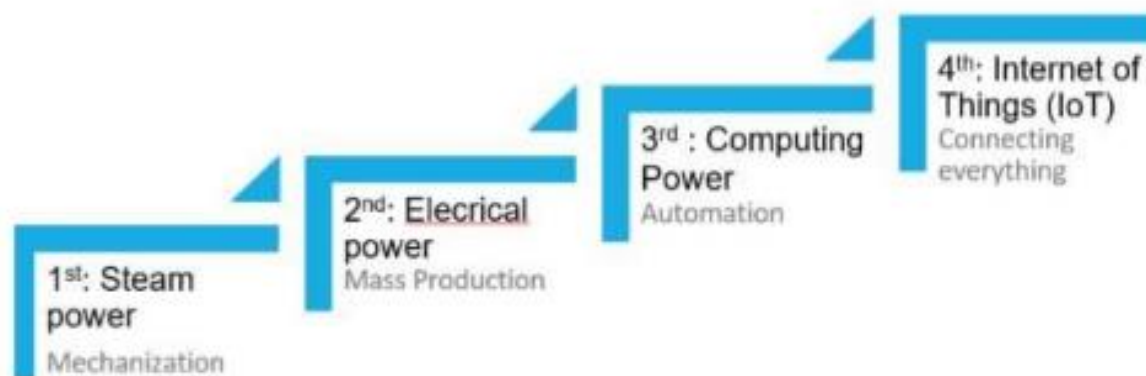 1st: Steam
power
Mechanization
2nd: Elecrical
power
Mass Production
3rd : Computing
Power
Automation
4th: Internet of
Things (IoT)
Connecting
everything